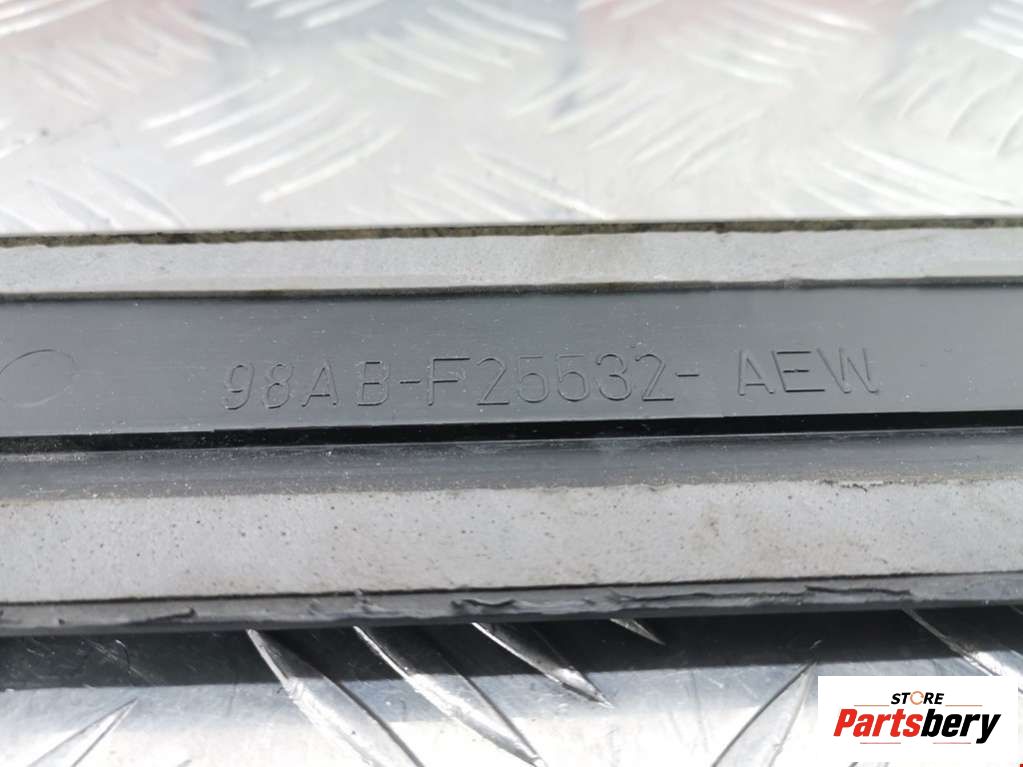 98AB-F25532- AEW
STORE
Partsbery